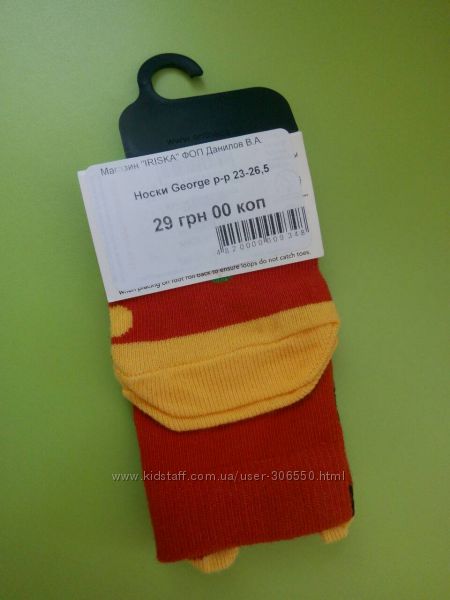 Магазин "IRISKA" ФОП Данилов В.А.
Носки George р-р 23-26,5
29 грн 00 коп
4870000600348
When placing on foot roll back to ensure loops do not catch toes.
www.kidstaff.com.ua/user-306550.html